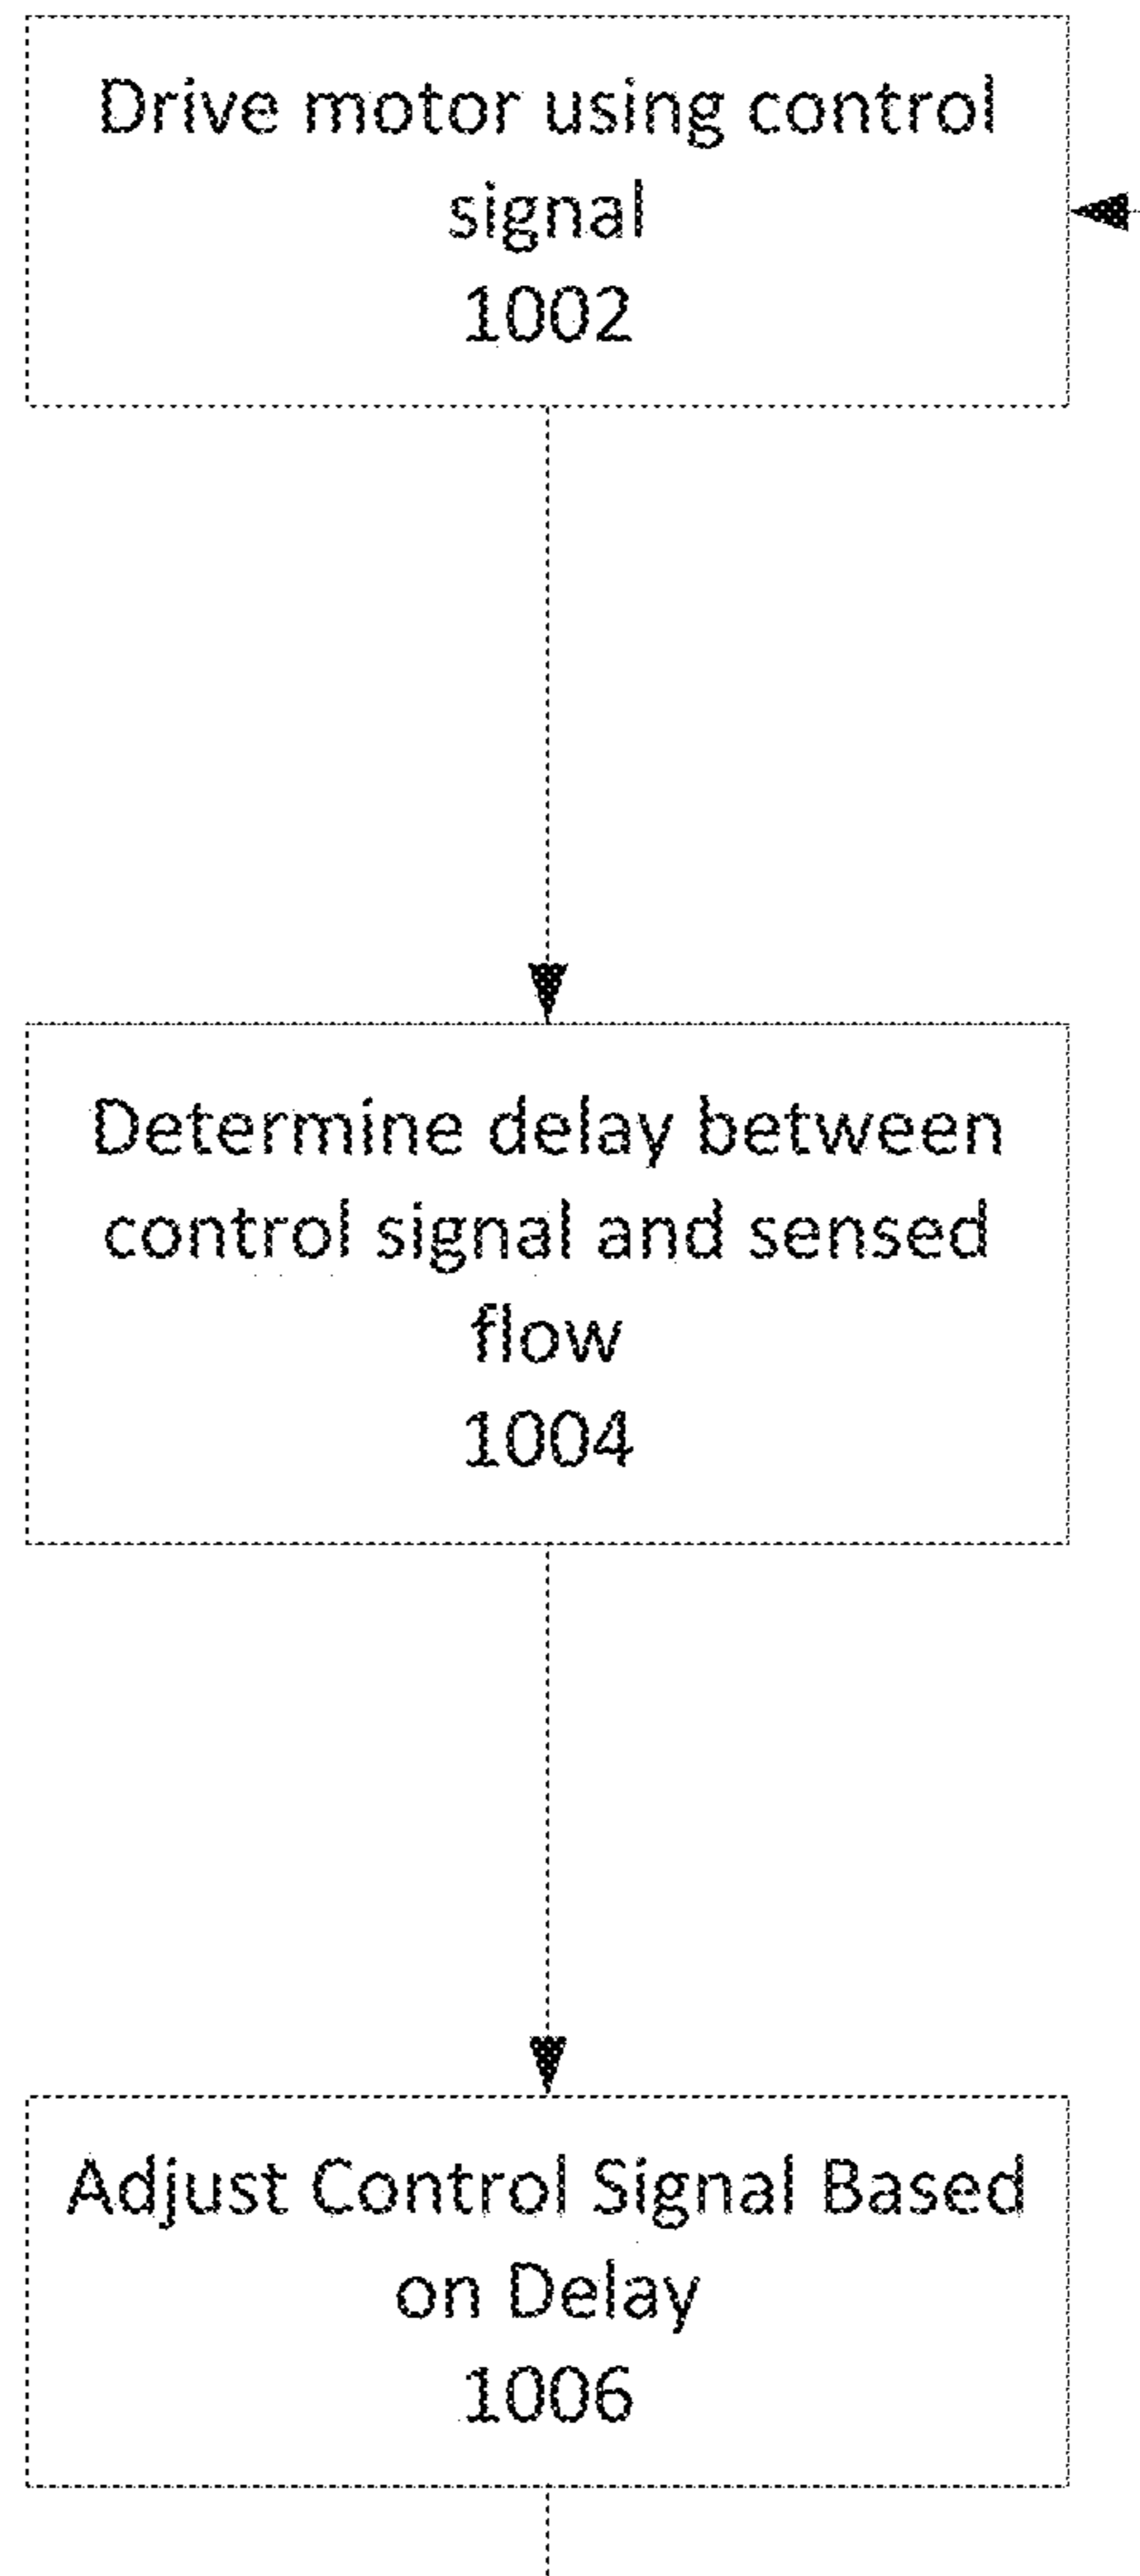 Drive motor using control
signal
1002
Determine delay between
control signal and sensed
flow
1004
Adjust Control Signal Based
on Delay
1006